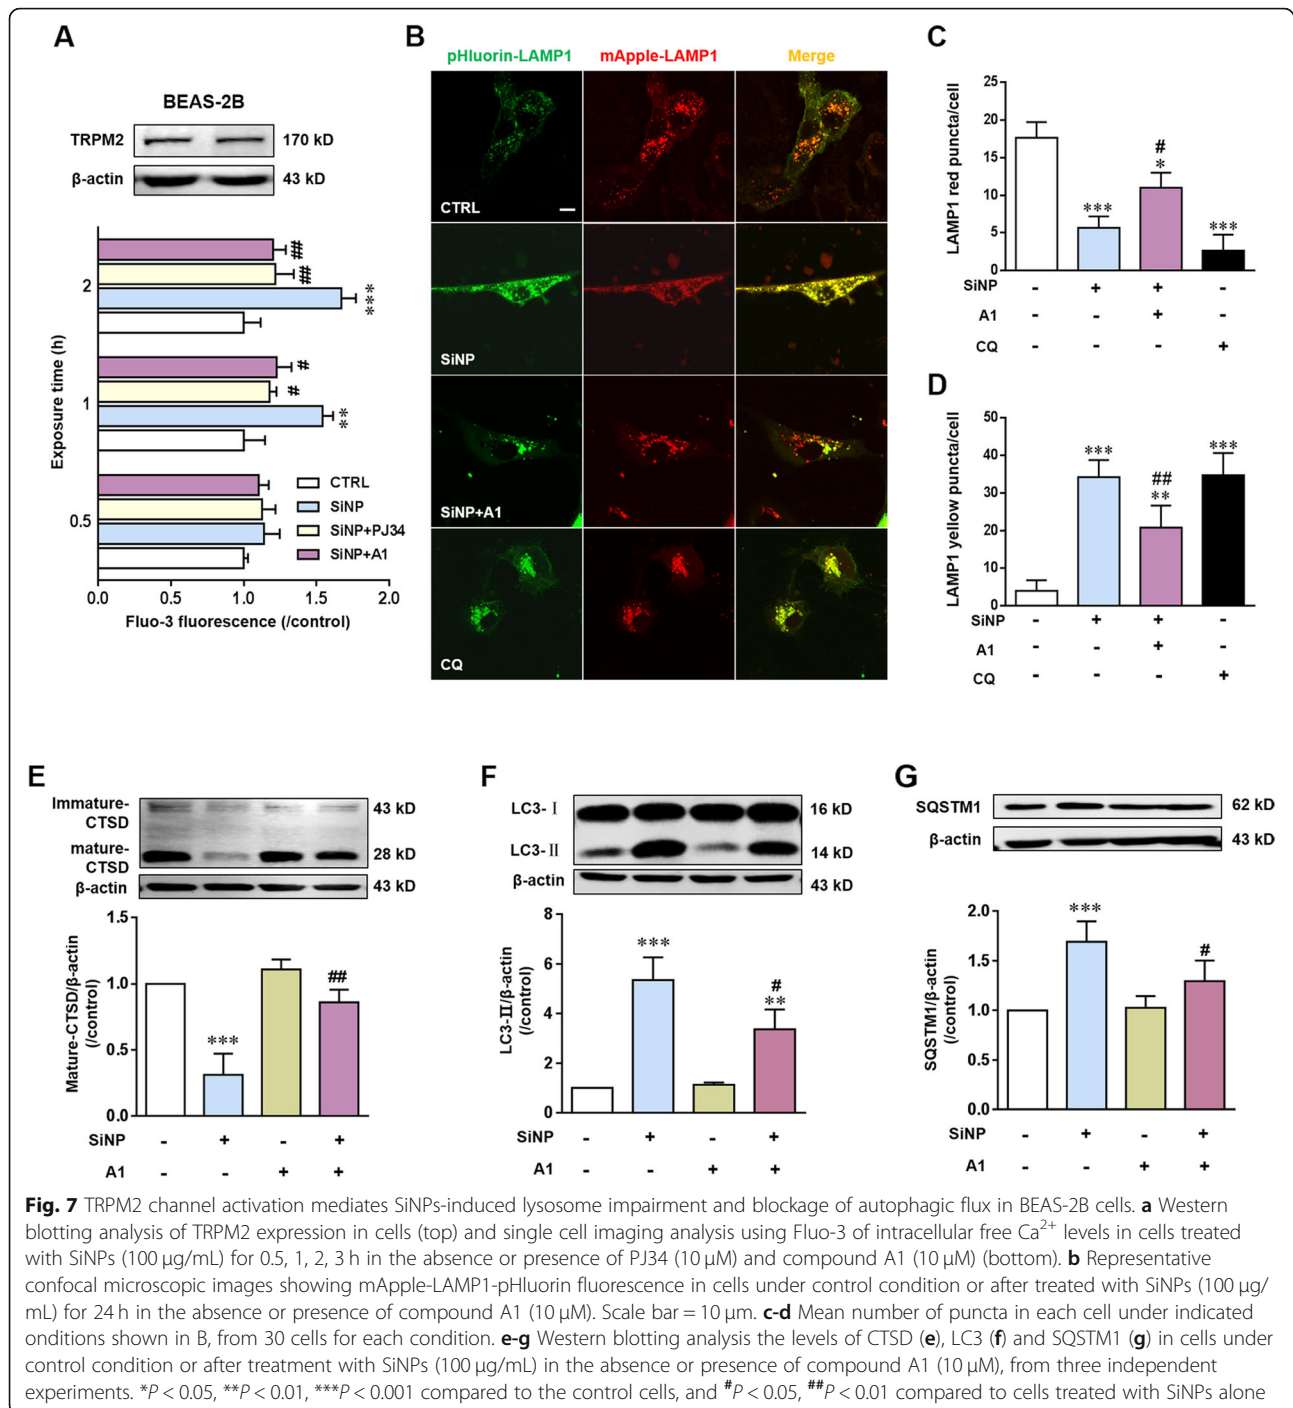 A
BEAS-2B
TRPM2
170 kD
β-actin
43 kD
Exposure time (h)
2
##
##
***
1
#
#
**
0.5
CTRL
SiNP
SiNP+PJ34
SiNP+A1
0.0 0.5 1.0 1.5 2.0
Fluo-3 fluorescence (/control)
B
pHluorin-LAMP1 mApple-LAMP1 Merge
CTRL
SiNP
SiNP+A1
CQ
C
LAMP1 red puncta/cell
25
20
15
10
5
0
***
#
*
***
SiNP - + + -
A1 - - + -
CQ - - - +
D
LAMP1 yellow puncta/cell
50
40
30
20
10
0
***
##
**
***
SiNP - + + -
A1 - - + -
CQ - - - +
E
Immature-
CTSD
43 kD
mature-
CTSD
28 kD
β-actin
43 kD
Mature-CTSD/β-actin
(/control)
1.5
1.0
0.5
0.0
***
##
SiNP - + - +
A1 - - + +
F
LC3-Ⅰ
16 kD
LC3-Ⅱ
14 kD
β-actin
43 kD
LC3-Ⅱ/β-actin
(/control)
8
6
4
2
0
***
#
**
SiNP - + - +
A1 - - + +
G
SQSTM1
62 kD
β-actin
43 kD
SQSTM1/β-actin
(/control)
2.0
1.5
1.0
0.5
0.0
***
#
SiNP - + - +
A1 - - + +
Fig. 7 TRPM2 channel activation mediates SiNPs-induced lysosome impairment and blockage of autophagic flux in BEAS-2B cells. a Western
blotting analysis of TRPM2 expression in cells (top) and single cell imaging analysis using Fluo-3 of intracellular free Ca2+ levels in cells treated
with SiNPs (100 μg/mL) for 0.5, 1, 2, 3 h in the absence or presence of PJ34 (10 μM) and compound A1 (10 μM) (bottom). b Representative
confocal microscopic images showing mApple-LAMP1-pHluorin fluorescence in cells under control condition or after treated with SiNPs (100 μg/
mL) for 24 h in the absence or presence of compound A1 (10 μM). Scale bar = 10 μm. c-d Mean number of puncta in each cell under indicated
onditions shown in B, from 30 cells for each condition. e-g Western blotting analysis the levels of CTSD (e), LC3 (f) and SQSTM1 (g) in cells under
control condition or after treatment with SiNPs (100 μg/mL) in the absence or presence of compound A1 (10 μM), from three independent
experiments. *P < 0.05, **P < 0.01, ***P < 0.001 compared to the control cells, and #P < 0.05, ##P < 0.01 compared to cells treated with SiNPs alone